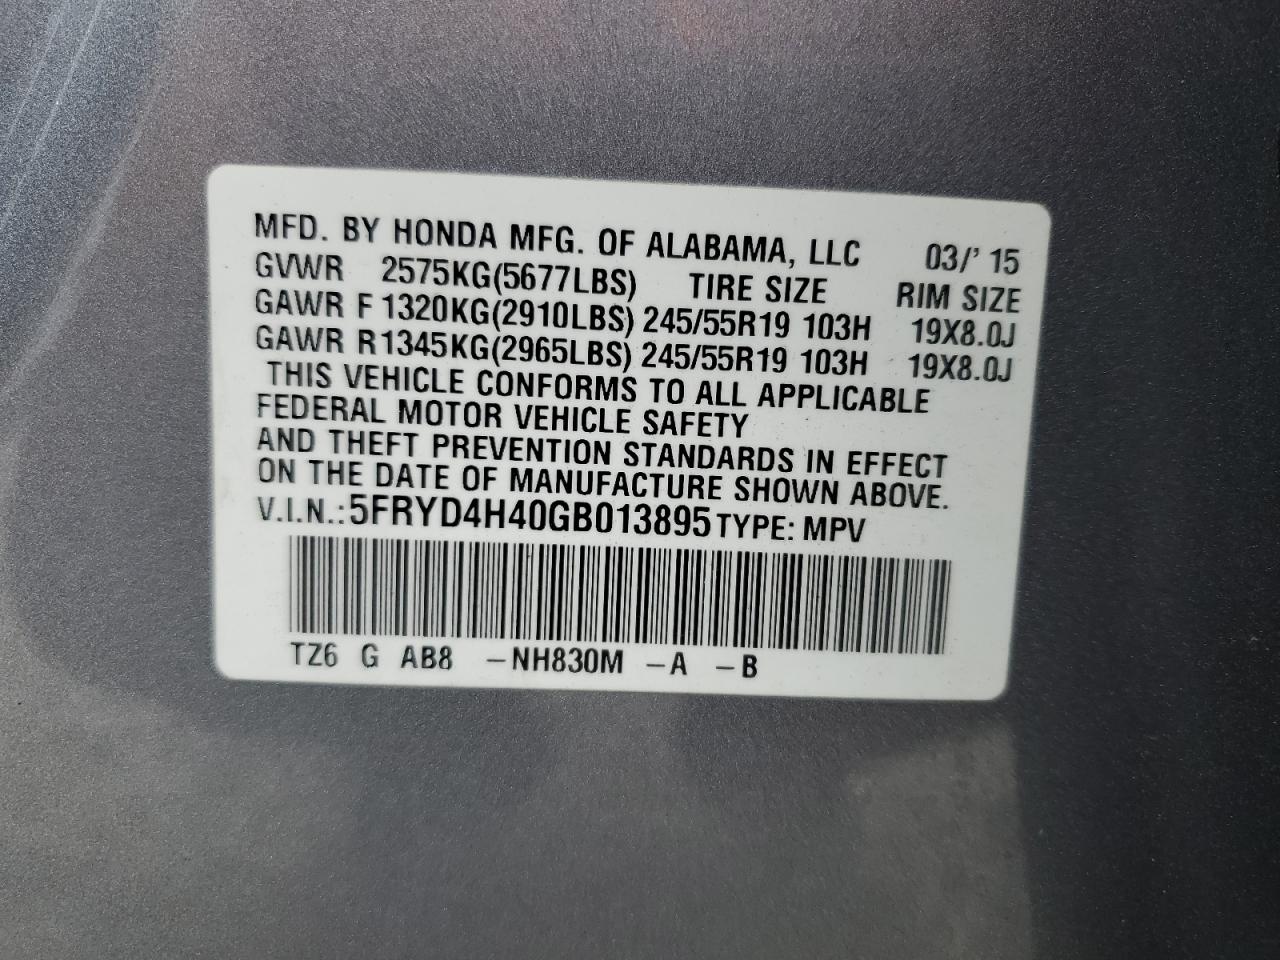 MFD. BY HONDA MFG. OF ALABAMA, LLC 03/' 15
GVWR 2575KG(5677LBS) TIRE SIZE RIM SIZE
GAWR F 1320KG(2910LBS) 245/55R19 103H 19X8.0J
GAWR R 1345KG(2965LBS) 245/55R19 103H 19X8.0J
THIS VEHICLE CONFORMS TO ALL APPLICABLE
FEDERAL MOTOR VEHICLE SAFETY
AND THEFT PREVENTION STANDARDS IN EFFECT
ON THE DATE OF MANUFACTURE SHOWN ABOVE.
V.I.N.: 5FRYD4H40GB013895 TYPE: MPV
TZ6 G AB8 -NH830M -A -B